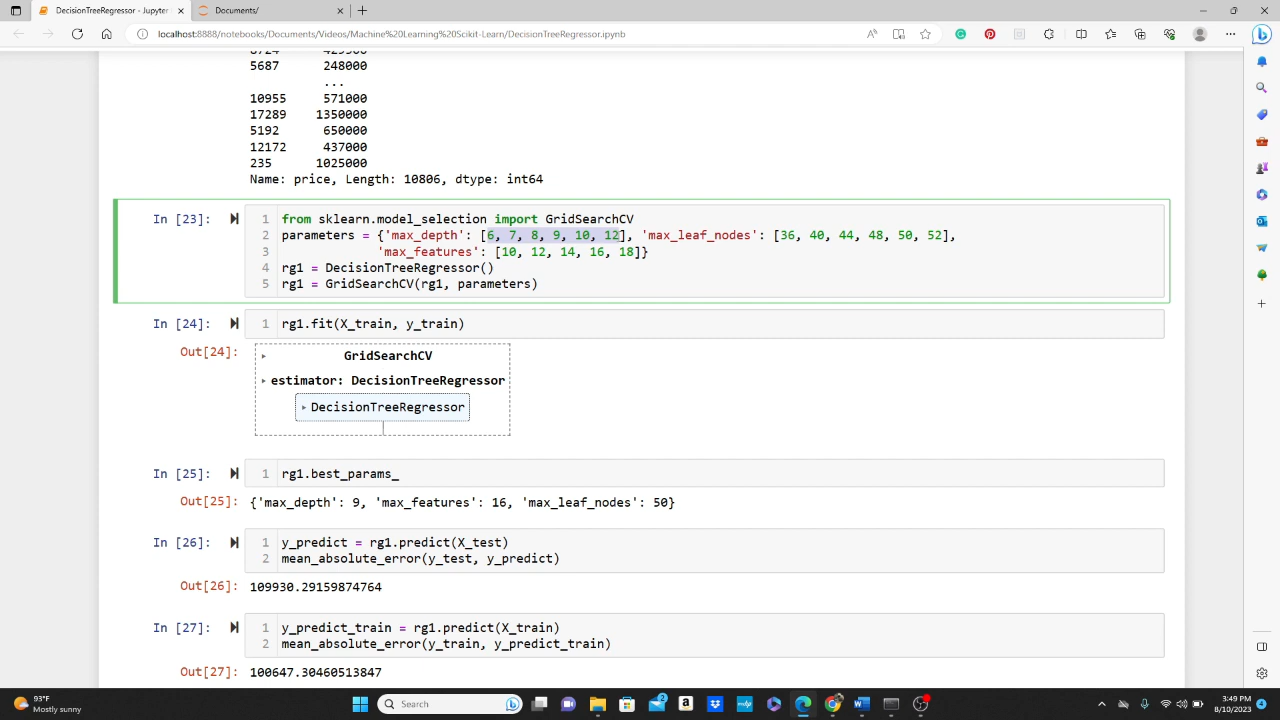 DecisionTreeRegressor - Jupyter
Documents/
localhost:8888/notebooks/Documents/Videos/Machine%20Learning%20Scikit-Learn/DecisionTreeRegressor.ipynb
5687 248000
...
10955 571000
17289 1350000
5192 650000
12172 437000
235 1025000
Name: price, Length: 10806, dtype: int64
In [23]:
1 from sklearn.model_selection import GridSearchCV
2 parameters = {'max_depth': [6, 7, 8, 9, 10, 12], 'max_leaf_nodes': [36, 40, 44, 48, 50, 52],
3 'max_features': [10, 12, 14, 16, 18]}
4 rg1 = DecisionTreeRegressor()
5 rg1 = GridSearchCV(rg1, parameters)
In [24]:
1 rg1.fit(X_train, y_train)
Out[24]:
GridSearchCV
estimator: DecisionTreeRegressor
DecisionTreeRegressor
In [25]:
1 rg1.best_params_
Out[25]: {'max_depth': 9, 'max_features': 16, 'max_leaf_nodes': 50}
In [26]:
1 y_predict = rg1.predict(X_test)
2 mean_absolute_error(y_test, y_predict)
Out[26]: 109930.29159874764
In [27]:
1 y_predict_train = rg1.predict(X_train)
2 mean_absolute_error(y_train, y_predict_train)
Out[27]: 100647.30460513847
93°F
Mostly sunny
Search
3:49 PM
8/10/2023